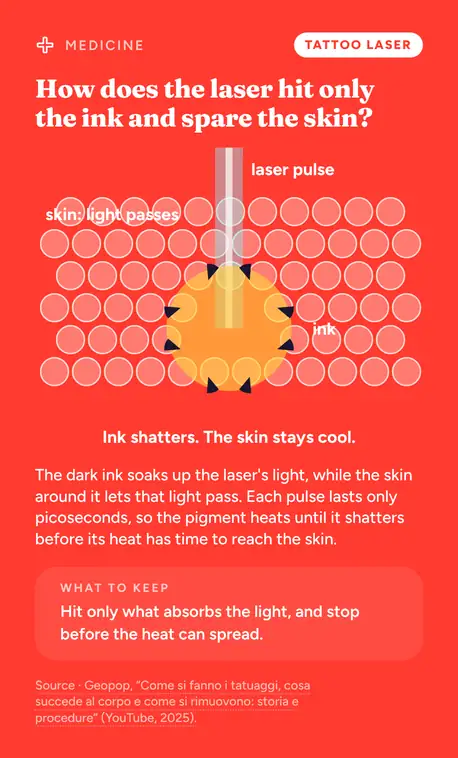 MEDICINE
TATTOO LASER
How does the laser hit only
the ink and spare the skin?
laser pulse
skin: light passes
ink
Ink shatters. The skin stays cool.
The dark ink soaks up the laser's light, while the skin
around it lets that light pass. Each pulse lasts only
picoseconds, so the pigment heats until it shatters
before its heat has time to reach the skin.
WHAT TO KEEP
Hit only what absorbs the light, and stop
before the heat can spread.
Source · Geopop, “Come si fanno i tatuaggi, cosa
succede al corpo e come si rimuovono: storia e
procedure” (YouTube, 2025).